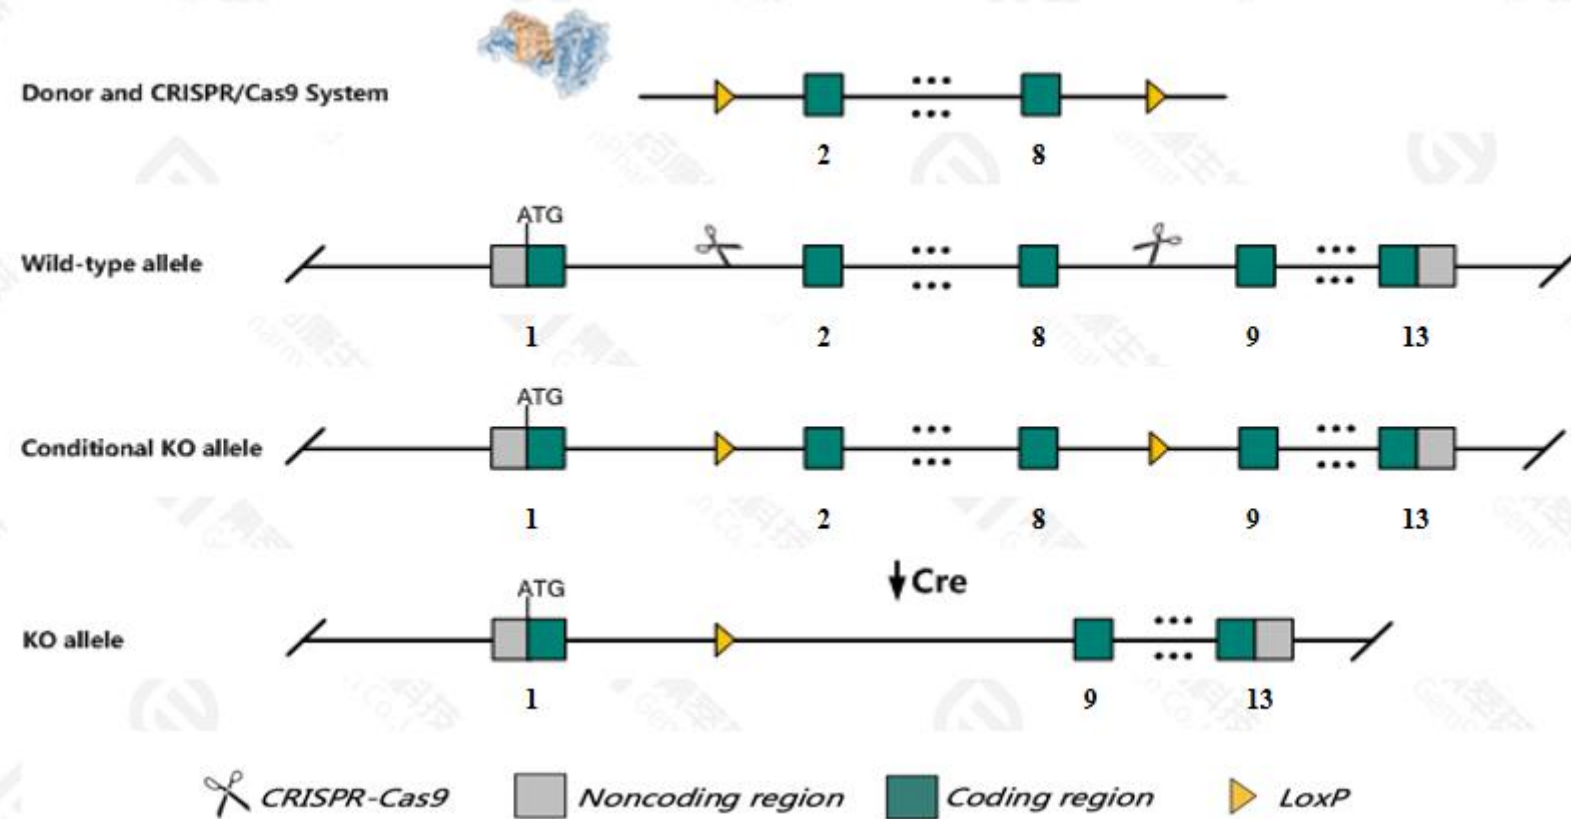 Donor and CRISPR/Cas9 System
2 8
ATG
Wild-type allele
1 2 8 9 13
ATG
Conditional KO allele
1 2 8 9 13
Cre
ATG
KO allele
1 9 13
CRISPR-Cas9 Noncoding region Coding region LoxP